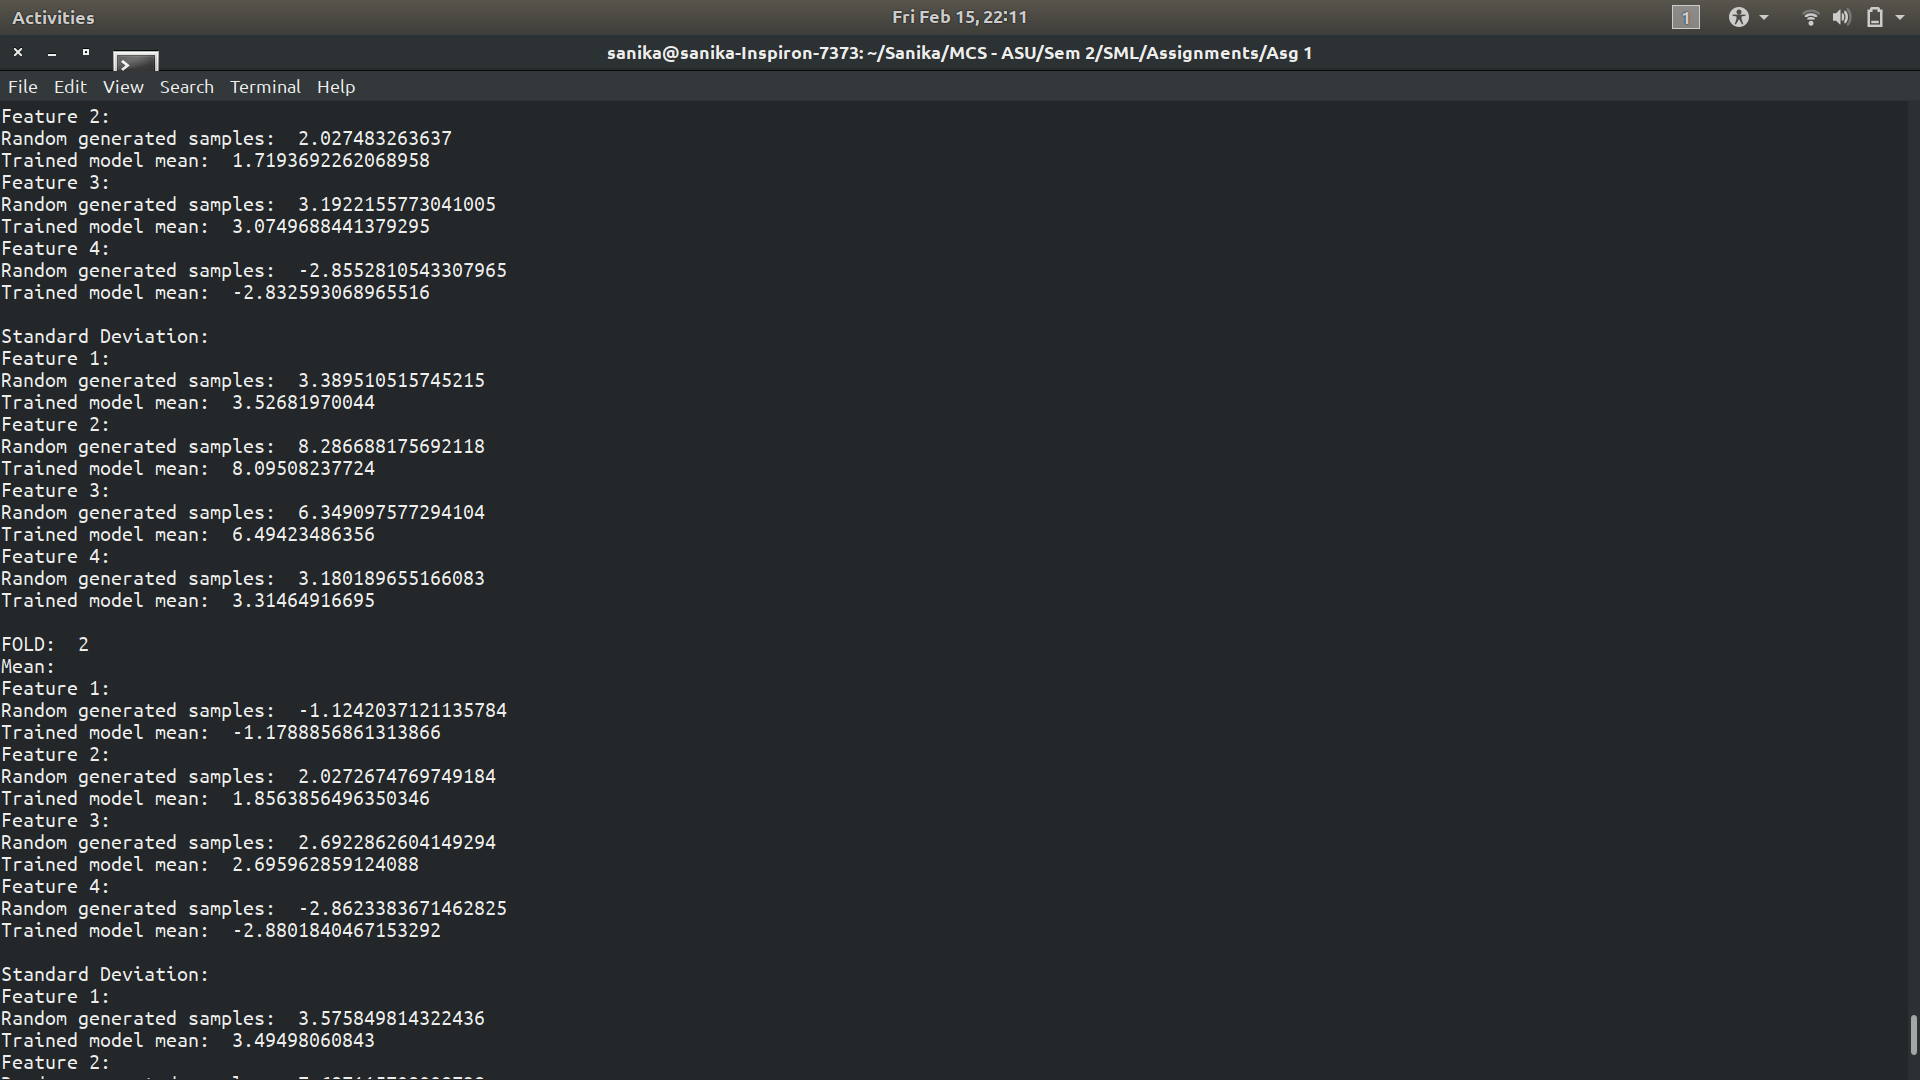 Activities
Fri Feb 15, 22:11
1
sanika@sanika-Inspiron-7373: ~/Sanika/MCS - ASU/Sem 2/SML/Assignments/Asg 1
File Edit View Search Terminal Help
Feature 2:
Random generated samples:  2.027483263637
Trained model mean:  1.7193692262068958
Feature 3:
Random generated samples:  3.1922155773041005
Trained model mean:  3.0749688441379295
Feature 4:
Random generated samples:  -2.8552810543307965
Trained model mean:  -2.832593068965516
Standard Deviation:
Feature 1:
Random generated samples:  3.389510515745215
Trained model mean:  3.52681970044
Feature 2:
Random generated samples:  8.286688175692118
Trained model mean:  8.09508237724
Feature 3:
Random generated samples:  6.349097577294104
Trained model mean:  6.49423486356
Feature 4:
Random generated samples:  3.180189655166083
Trained model mean:  3.31464916695
FOLD:  2
Mean:
Feature 1:
Random generated samples:  -1.1242037121135784
Trained model mean:  -1.1788856861313866
Feature 2:
Random generated samples:  2.0272674769749184
Trained model mean:  1.8563856496350346
Feature 3:
Random generated samples:  2.6922862604149294
Trained model mean:  2.695962859124088
Feature 4:
Random generated samples:  -2.8623383671462825
Trained model mean:  -2.8801840467153292
Standard Deviation:
Feature 1:
Random generated samples:  3.575849814322436
Trained model mean:  3.49498060843
Feature 2: